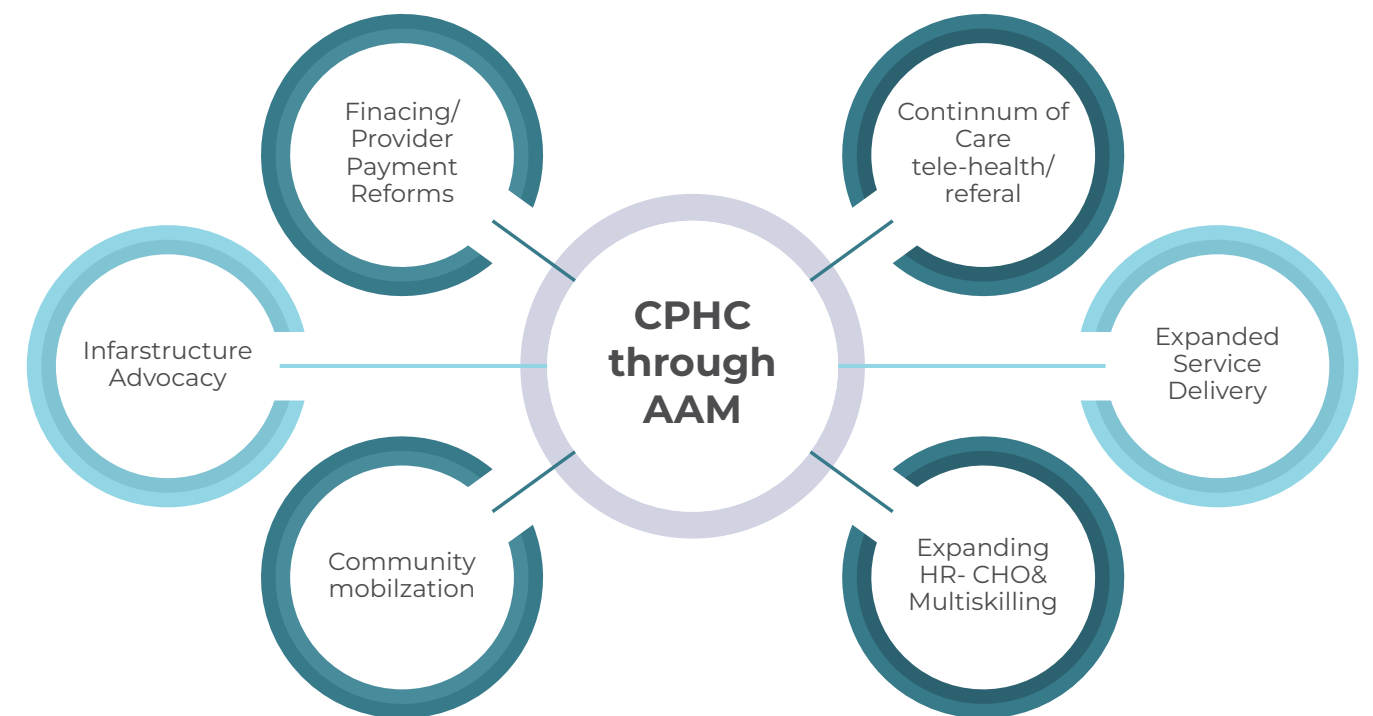 Finacing/
Provider
Payment
Reforms
Continnum of
Care
tele-health/
referal
Infarstructure
Advocacy
CPHC
through
AAM
Expanded
Service
Delivery
Community
mobilzation
Expanding
HR- CHO&
Multiskilling